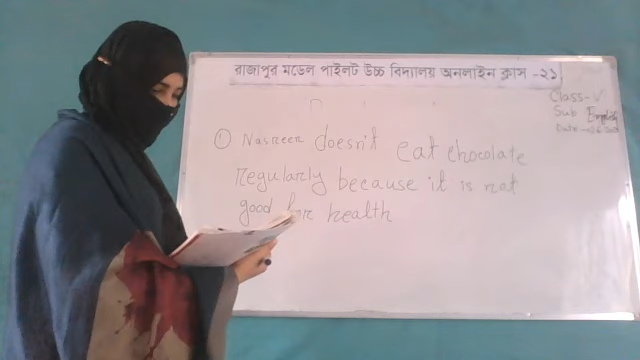 রাজাপুর মডেল পাইলট উচ্চ বিদ্যালয় অনলাইন ক্লাস -২১
Class-V
Sub English
Date
① Nasreen doesn't eat chocolate
regularly because it is not
good for health